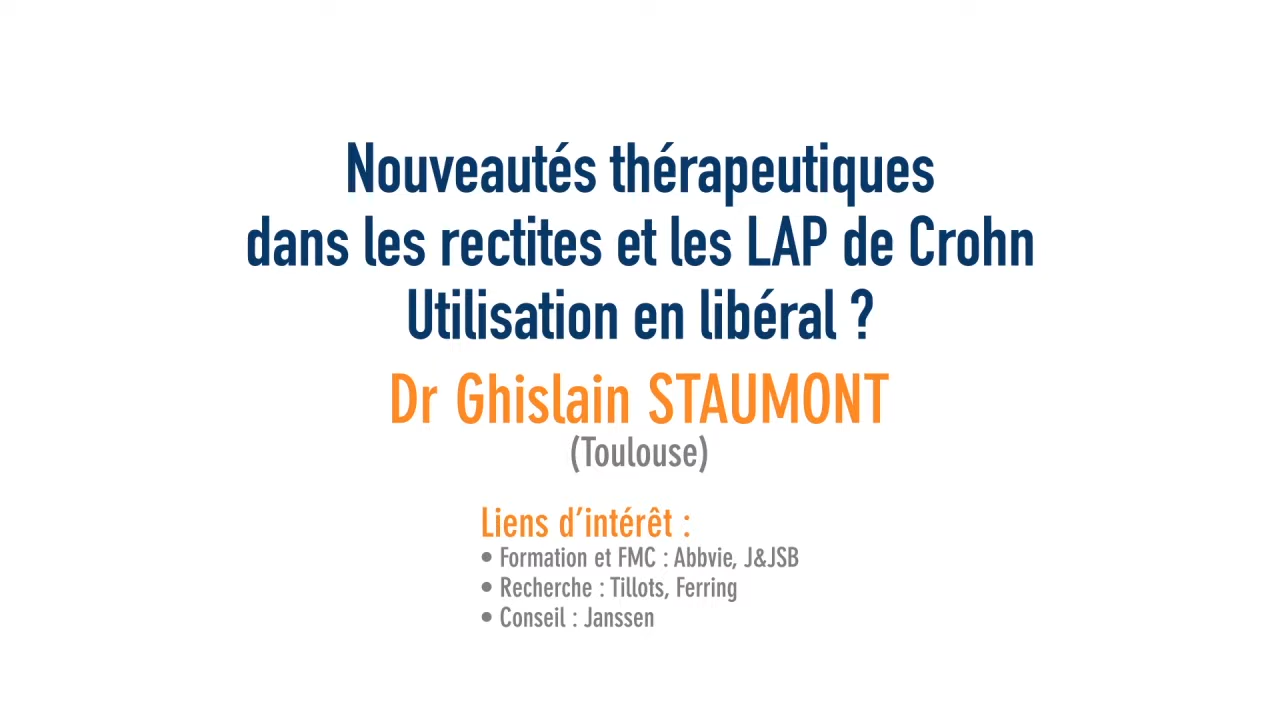 Nouveautés thérapeutiques
dans les rectites et les LAP de Crohn
Utilisation en libéral ?
Dr Ghislain STAUMONT
(Toulouse)
Liens d’intérêt :
• Formation et FMC : Abbvie, J&JSB
• Recherche : Tillots, Ferring
• Conseil : Janssen